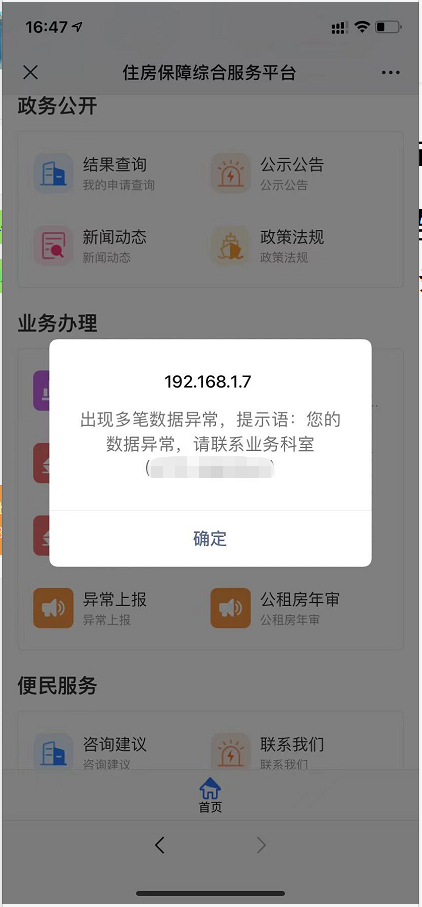 16:47
住房保障综合服务平台
政务公开
结果查询
我的申请查询
公示公告
公示公告
新闻动态
新闻动态
政策法规
政策法规
业务办理
192.168.1.7
出现多笔数据异常，提示语：您的
数据异常，请联系业务科室
(
)
确定
异常上报
异常上报
公租房年审
公租房年审
便民服务
咨询建议
咨询建议
联系我们
联系我们
首页